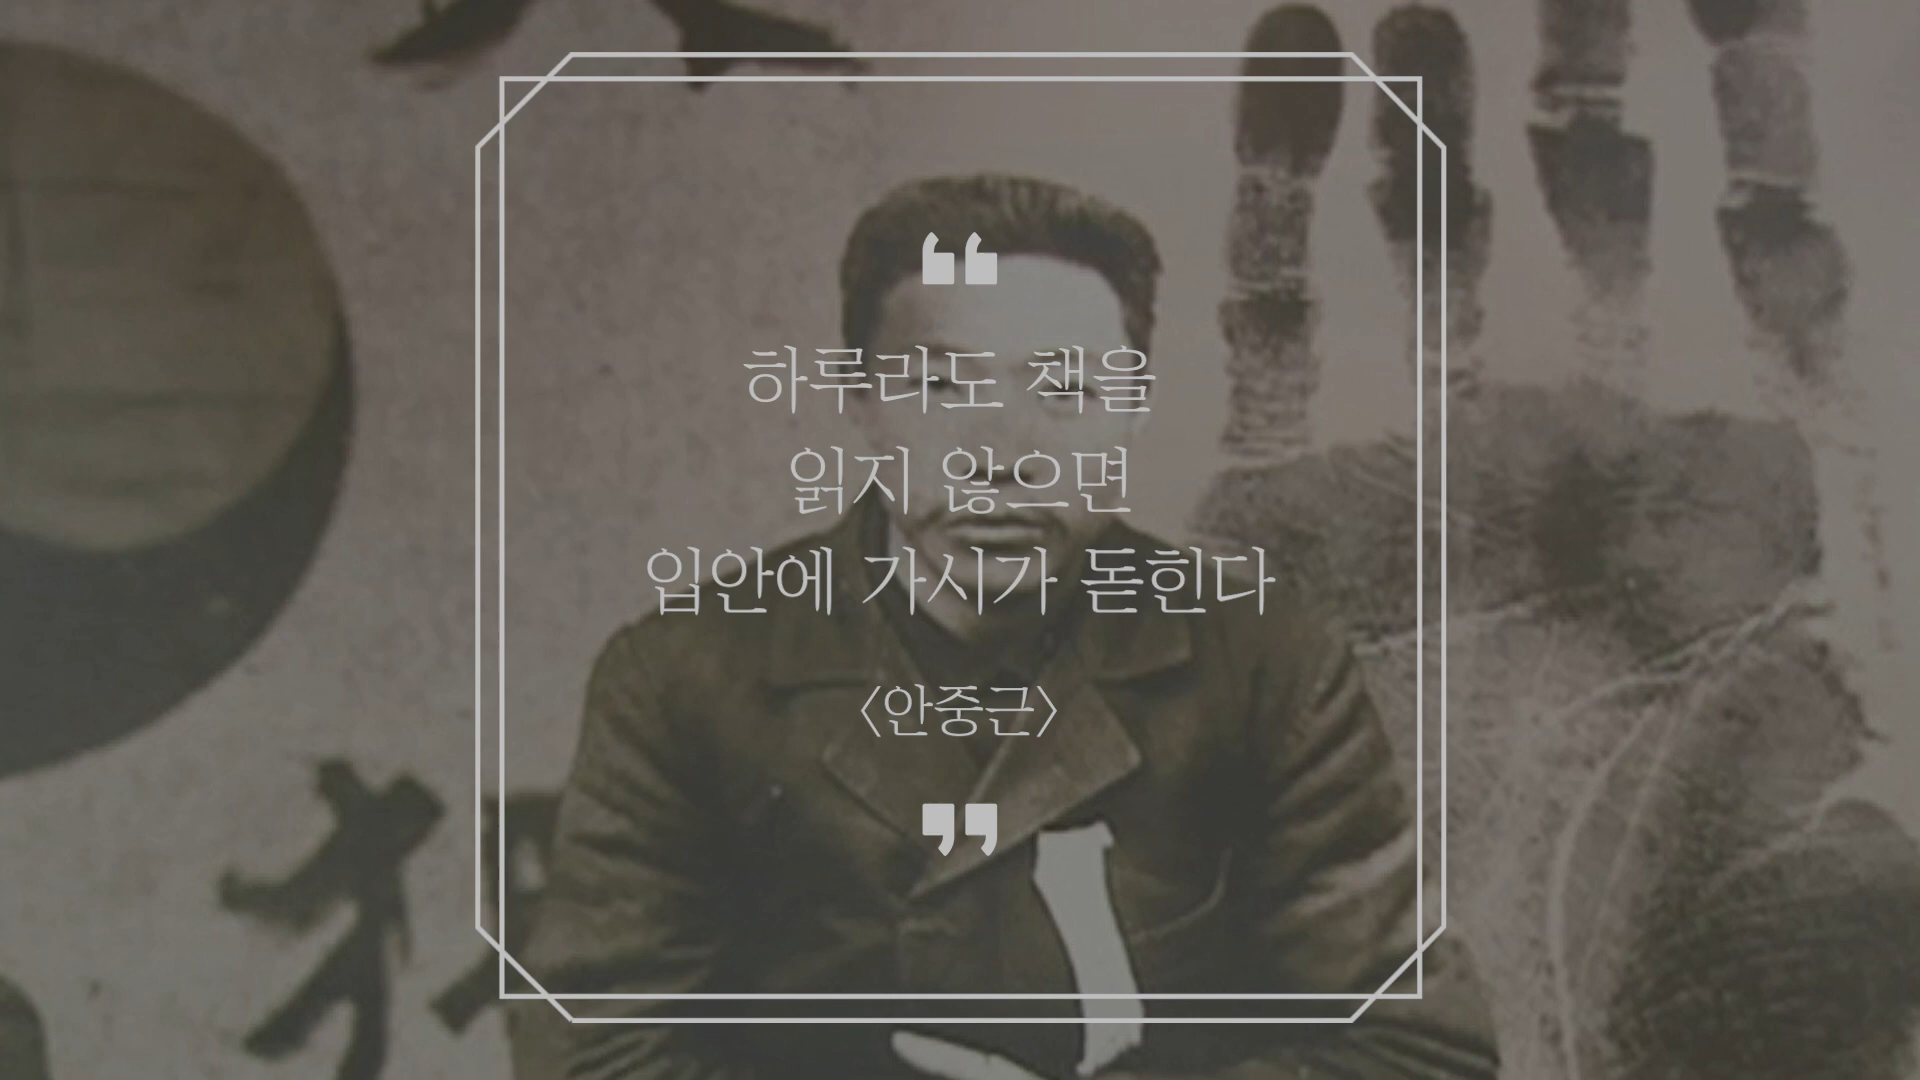 “
하루라도 책을
읽지 않으면
입안에 가시가 돋힌다
<안중근>
”